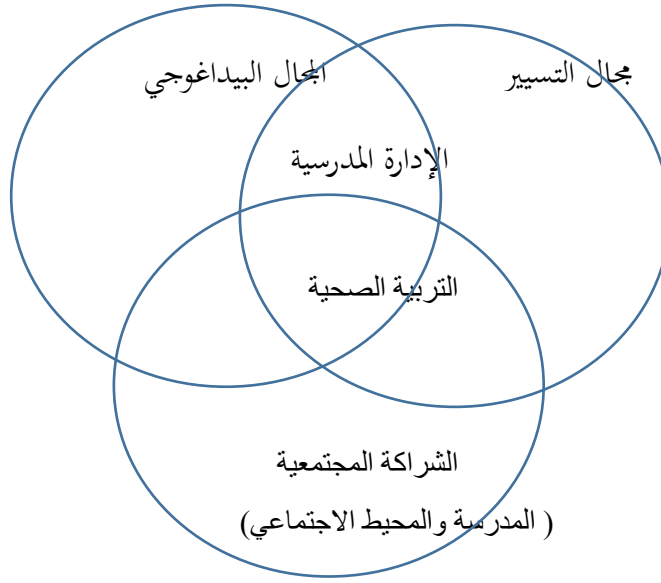 مجال التسيير
المجال البيداغوجي
الإدارة المدرسية
التربية الصحية
الشراكة المجتمعية
( المدرسة والمحيط الاجتماعي)